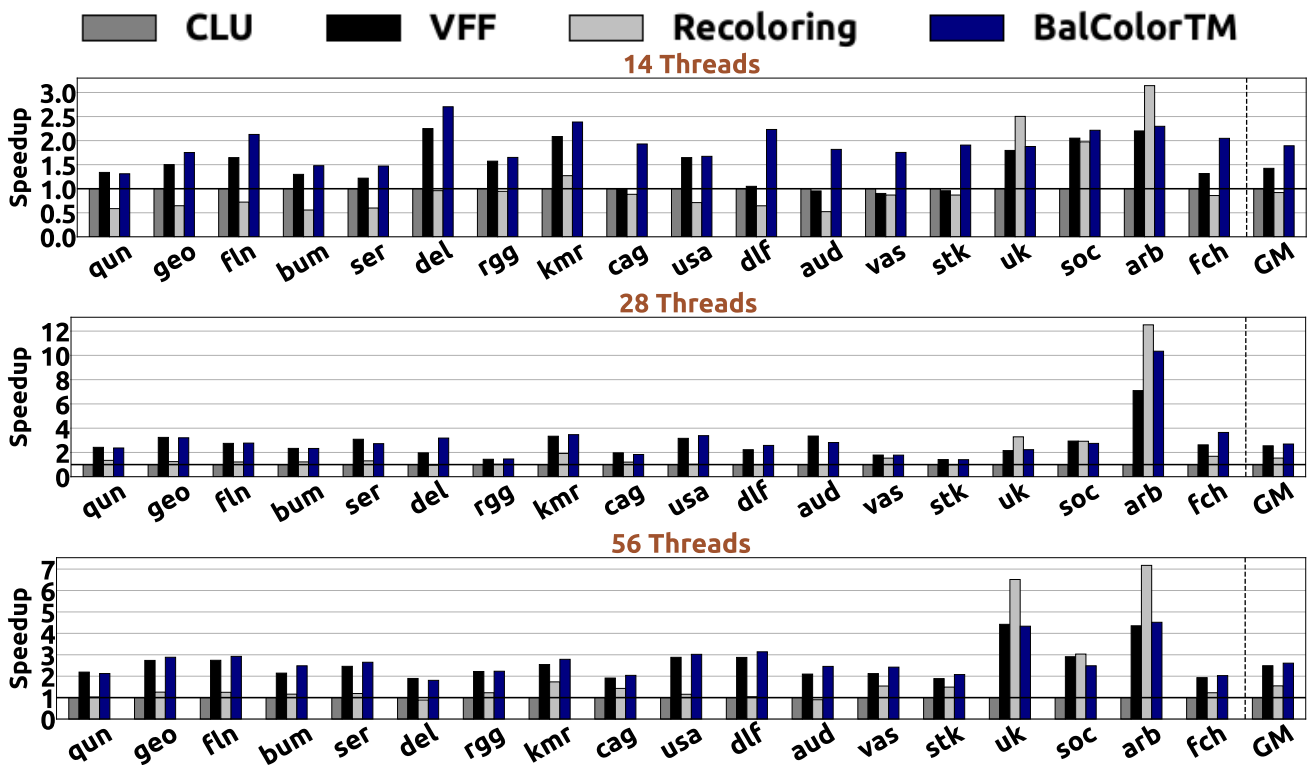 CLU VFF Recoloring BalColorTM
14 Threads
Speedup
3.0
2.5
2.0
1.5
1.0
0.5
0.0
qun geo fln bum ser del rgg kmr cag usa dlf aud vas stk uk soc arb fch GM
28 Threads
Speedup
12
10
8
6
4
2
0
qun geo fln bum ser del rgg kmr cag usa dlf aud vas stk uk soc arb fch GM
56 Threads
Speedup
7
6
5
4
3
2
1
0
qun geo fln bum ser del rgg kmr cag usa dlf aud vas stk uk soc arb fch GM